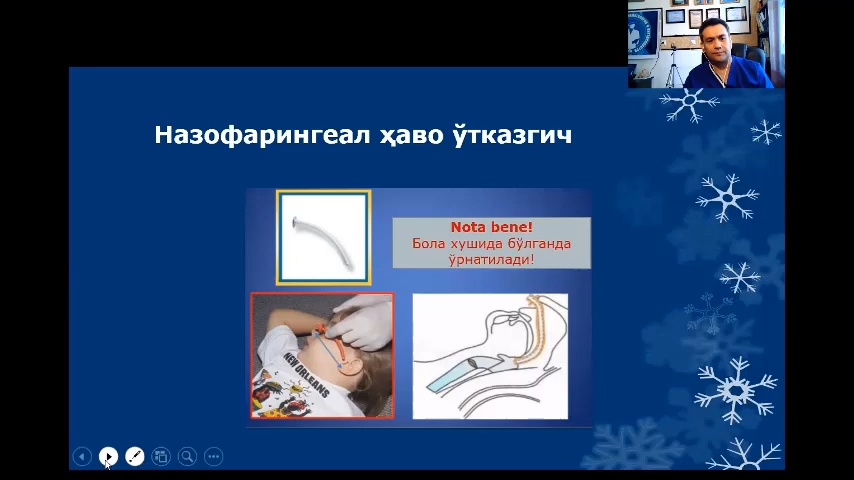 Назофарингеал ҳаво ўтказгич
Nota bene!
Бола хушида бўлганда
ўрнатилади!
NEW ORLEANS